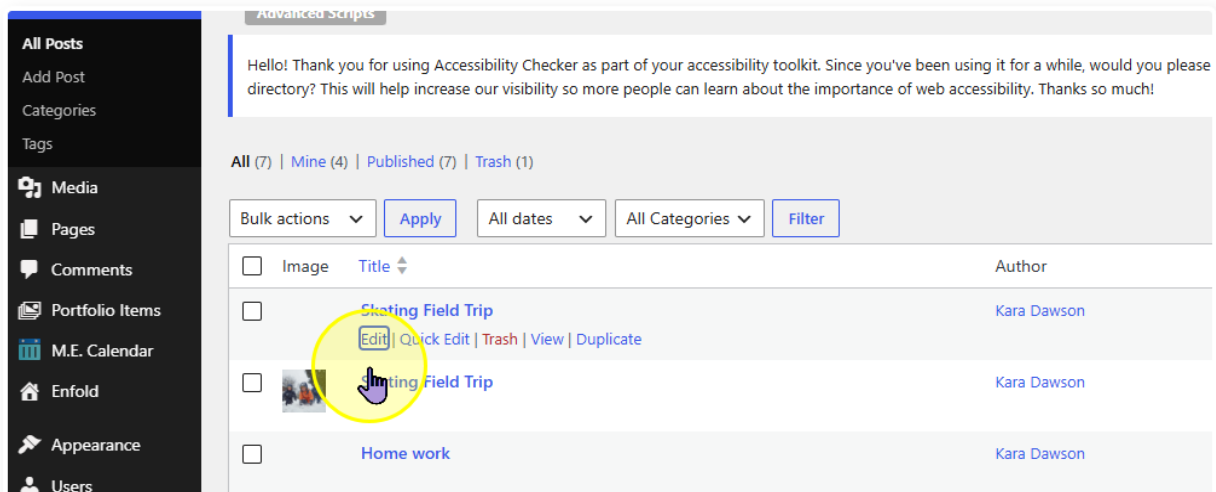 Advanced Scripts
All Posts
Add Post
Categories
Tags
Media
Pages
Comments
Portfolio Items
M.E. Calendar
Enfold
Appearance
Users
Hello! Thank you for using Accessibility Checker as part of your accessibility toolkit. Since you've been using it for a while, would you please
directory? This will help increase our visibility so more people can learn about the importance of web accessibility. Thanks so much!
All (7) | Mine (4) | Published (7) | Trash (1)
Bulk actions Apply All dates All Categories Filter
Image Title Author
Skating Field Trip Kara Dawson
Edit | Quick Edit | Trash | View | Duplicate
Skating Field Trip Kara Dawson
Home work Kara Dawson